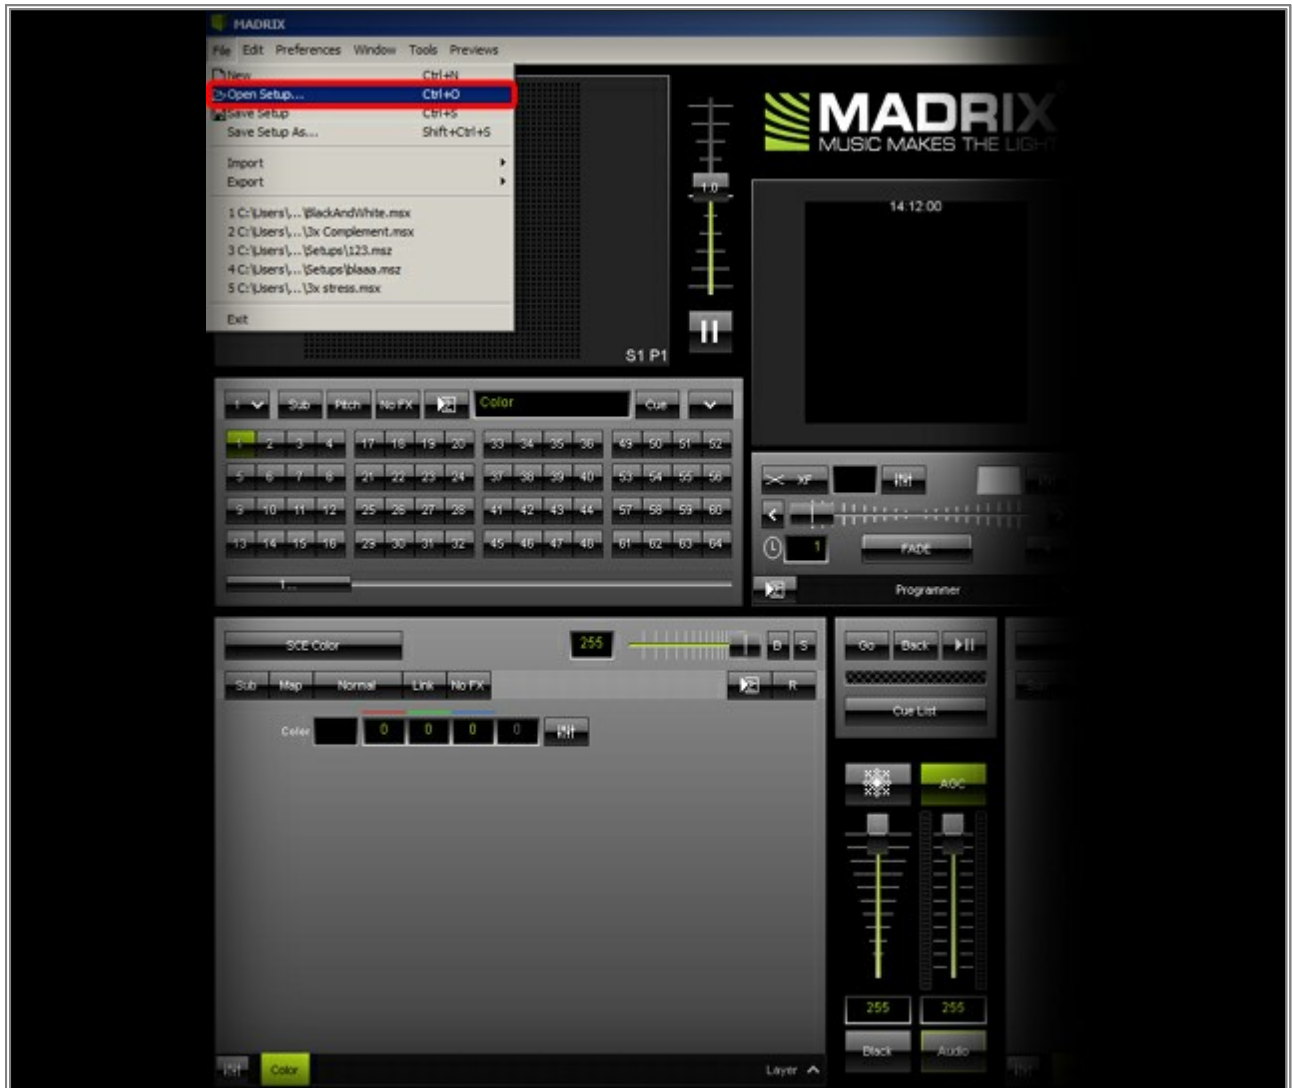 MADRIX
File Edit Preferences Window Tools Previews
New Ctrl+N
Open Setup... Ctrl+O
Save Setup Ctrl+S
Save Setup As... Shift+Ctrl+S
Import
Export
1 C:\Users\,...\BlackAndWhite.msx
2 C:\Users\,...\3x Complement.msx
3 C:\Users\,...\Setups\123.msz
4 C:\Users\,...\Setups\blaaa.msz
5 C:\Users\,...\3x stress.msx
Exit
1.0
S1 P1
MADRIX
MUSIC MAKES THE LIGHT
14:12:00
1 Sub Pitch No FX Color Cue
1 2 3 4 17 18 19 20 33 34 35 36 49 50 51 52
5 6 7 8 21 22 23 24 37 38 39 40 53 54 55 56
9 10 11 12 25 26 27 28 41 42 43 44 57 58 59 60
13 14 15 16 29 30 31 32 45 46 47 48 61 62 63 64
1...
XF
1 FADE
Programmer
SCE Color 255 B S
Sub Map Normal Link No FX R
Color 0 0 0 0
Go Back
Cue List
AGC
255 255
Black Audio
Color Layer